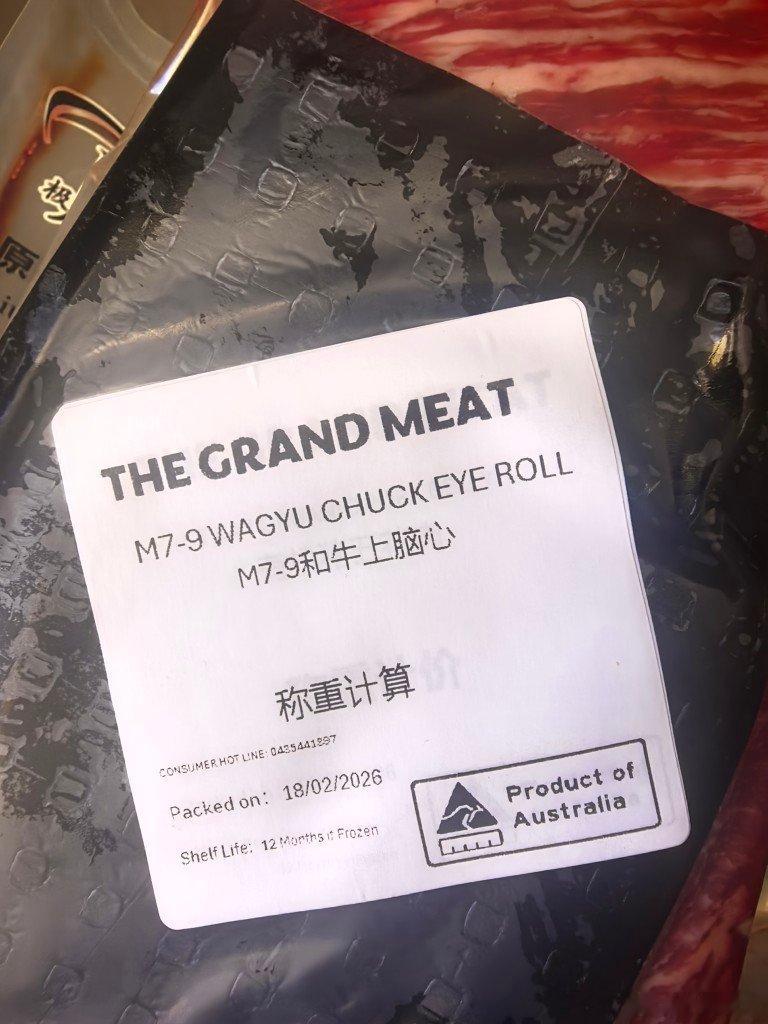 极
原
THE GRAND MEAT
M7-9 WAGYU CHUCK EYE ROLL
M7-9和牛上脑心
称重计算
CONSUMER HOT LINE: 0435441897
Packed on: 18/02/2026
Shelf Life: 12 Months if Frozen
Product of
Australia